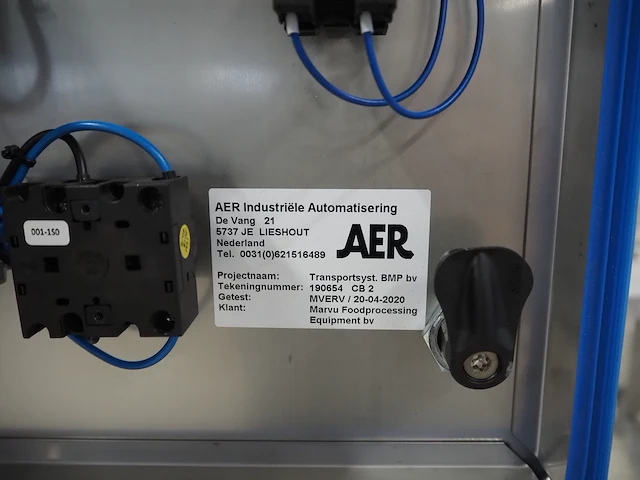 001-150
AER Industriële Automatisering
De Vang 21
5737 JE LIESHOUT
Nederland
Tel. 0031(0)621516489
AER
Projectnaam: Transportsyst. BMP bv
Tekeningnummer: 190654 CB 2
Getest: MVERV / 20-04-2020
Klant: Marvu Foodprocessing
Equipment bv